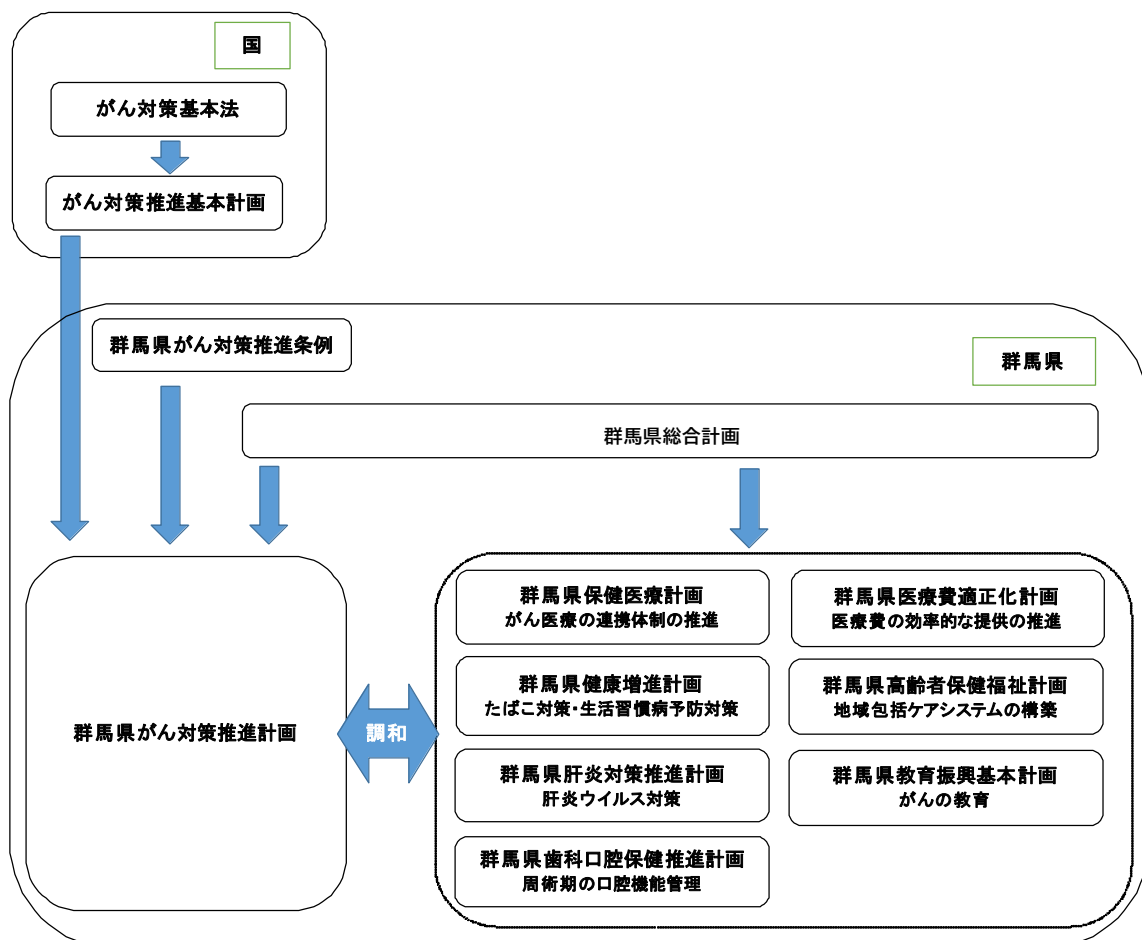 国
がん対策基本法
がん対策推進基本計画
群馬県がん対策推進条例
群馬県
群馬県総合計画
群馬県がん対策推進計画
調和
群馬県保健医療計画
がん医療の連携体制の推進
群馬県健康増進計画
たばこ対策・生活習慣病予防対策
群馬県肝炎対策推進計画
肝炎ウイルス対策
群馬県歯科口腔保健推進計画
周術期の口腔機能管理
群馬県医療費適正化計画
医療費の効率的な提供の推進
群馬県高齢者保健福祉計画
地域包括ケアシステムの構築
群馬県教育振興基本計画
がんの教育